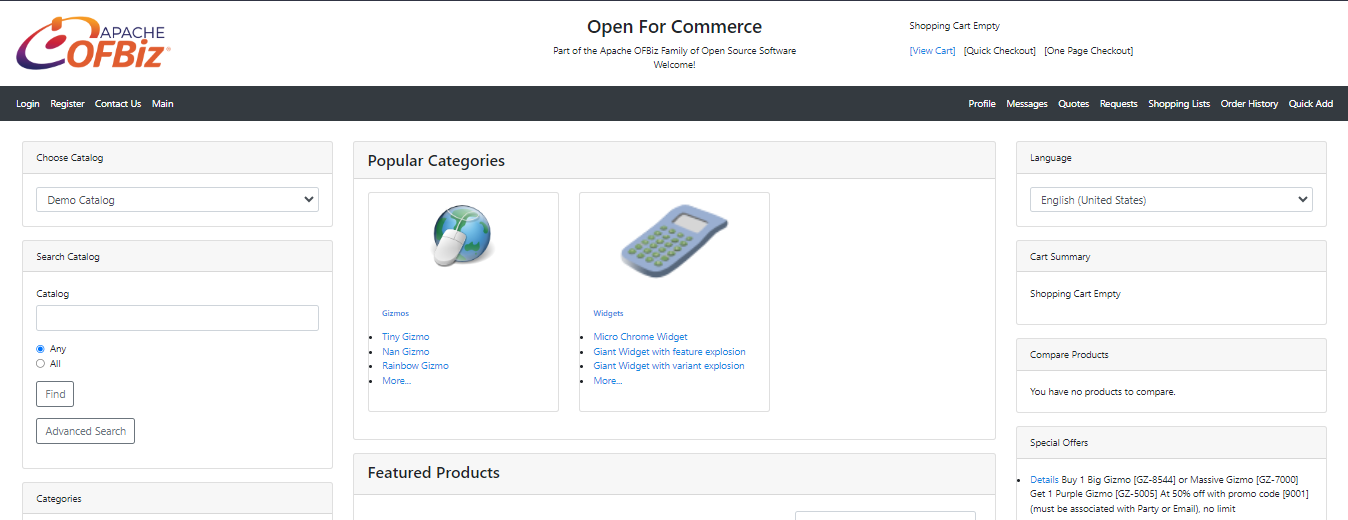 APACHE
OFBiz
Open For Commerce
Part of the Apache OFBiz Family of Open Source Software
Welcome!
Shopping Cart Empty
[View Cart] [Quick Checkout] [One Page Checkout]
Login Register Contact Us Main
Profile Messages Quotes Requests Shopping Lists Order History Quick Add
Choose Catalog
Demo Catalog
Search Catalog
Catalog
Any
All
Find
Advanced Search
Categories
Popular Categories
Gizmos
Tiny Gizmo
Nan Gizmo
Rainbow Gizmo
More...
Widgets
Micro Chrome Widget
Giant Widget with feature explosion
Giant Widget with variant explosion
More...
Featured Products
Language
English (United States)
Cart Summary
Shopping Cart Empty
Compare Products
You have no products to compare.
Special Offers
Details Buy 1 Big Gizmo [GZ-8544] or Massive Gizmo [GZ-7000]
Get 1 Purple Gizmo [GZ-5005] At 50% off with promo code [9001]
(must be associated with Party or Email), no limit